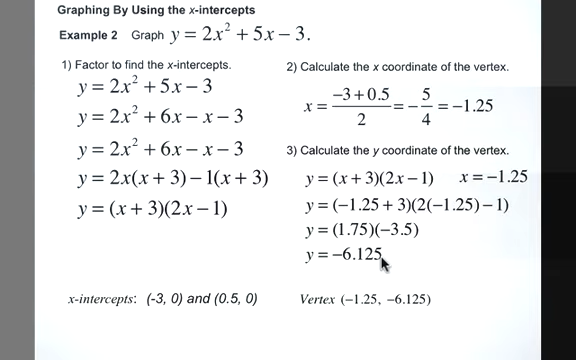 Graphing By Using the x-intercepts
Example 2 Graph y = 2x² + 5x − 3.
1) Factor to find the x-intercepts.
y = 2x² + 5x − 3
y = 2x² + 6x − x − 3
y = 2x² + 6x − x − 3
y = 2x(x + 3) − 1(x + 3)
y = (x + 3)(2x − 1)
x-intercepts: (-3, 0) and (0.5, 0)
2) Calculate the x coordinate of the vertex.
x = (−3 + 0.5)/2 = −5/4 = −1.25
3) Calculate the y coordinate of the vertex.
y = (x + 3)(2x − 1) x = −1.25
y = (−1.25 + 3)(2(−1.25) − 1)
y = (1.75)(−3.5)
y = −6.125
Vertex (−1.25, −6.125)